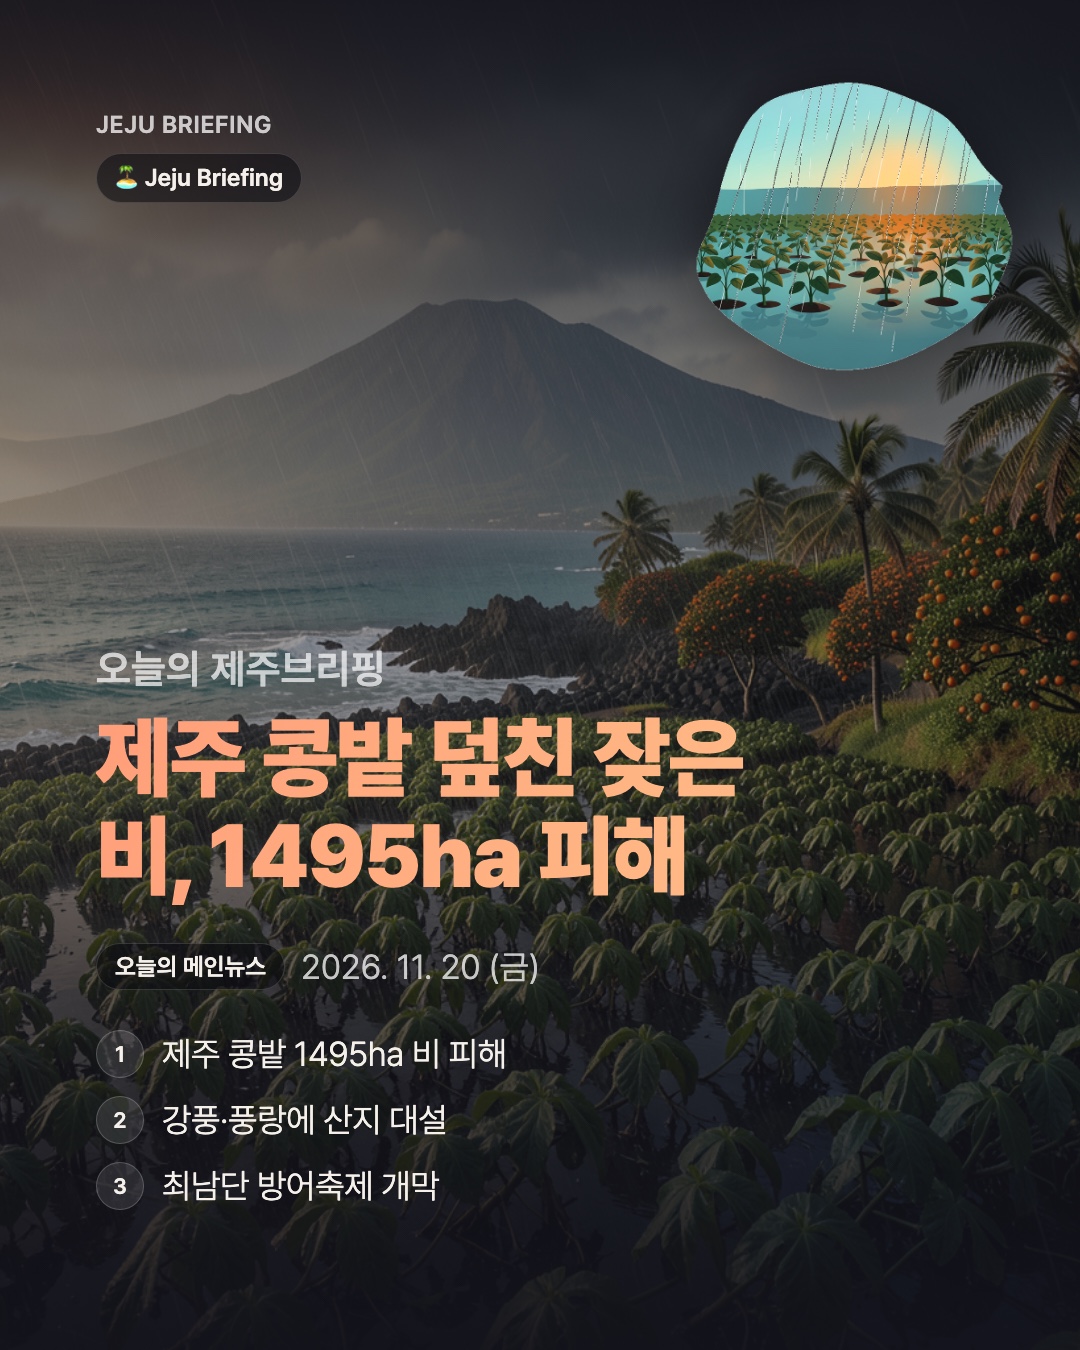 JEJU BRIEFING
🏝️ Jeju Briefing
오늘의 제주브리핑
제주 콩밭 덮친 잦은
비, 1495ha 피해
오늘의 메인뉴스 2026. 11. 20 (금)
1 제주 콩밭 1495ha 비 피해
2 강풍·풍랑에 산지 대설
3 최남단 방어축제 개막